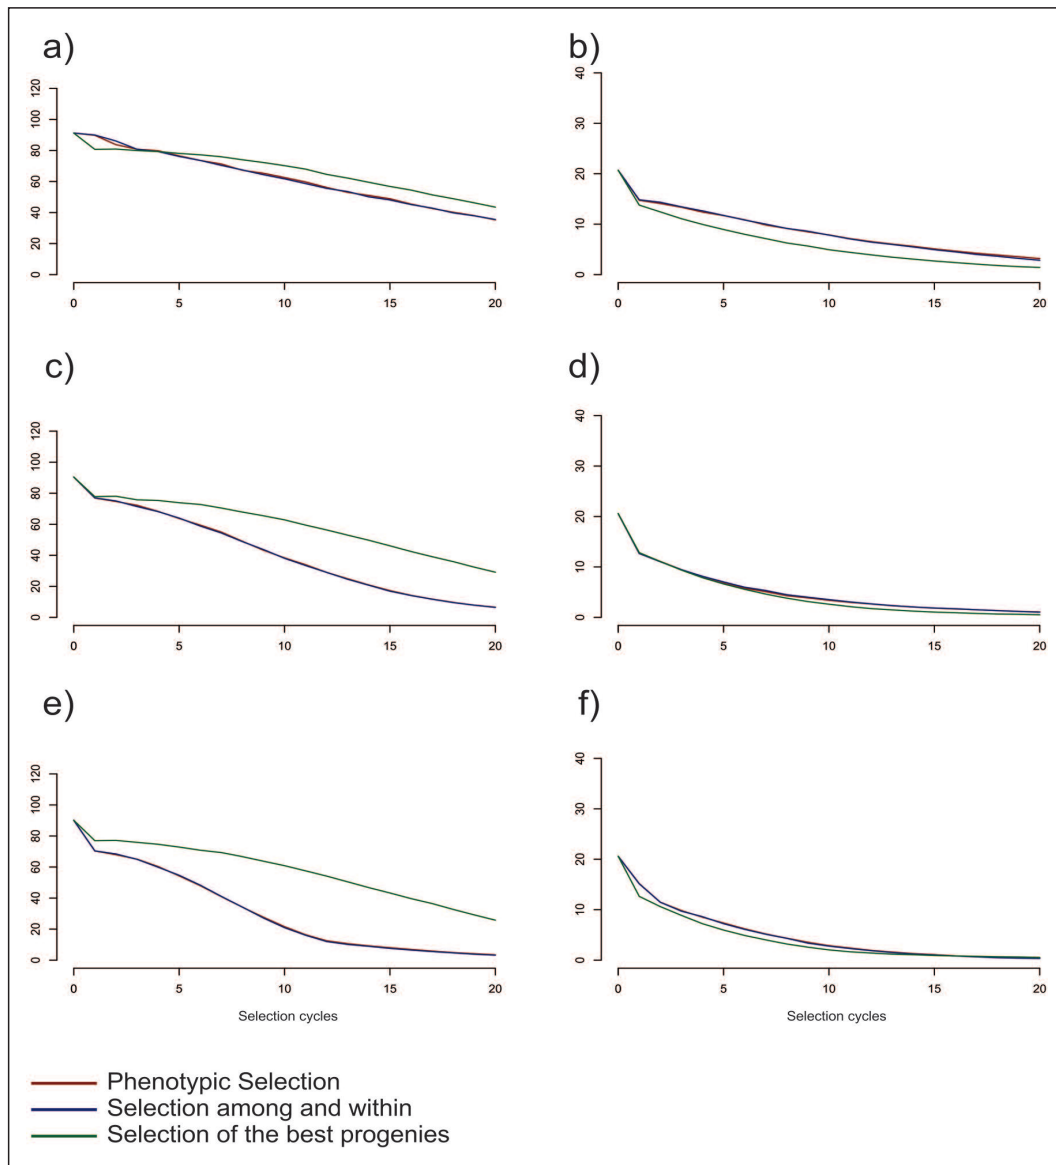 a)
120
100
80
60
40
20
0
0 5 10 15 20
b)
40
30
20
10
0
0 5 10 15 20
c)
120
100
80
60
40
20
0
0 5 10 15 20
d)
40
30
20
10
0
0 5 10 15 20
e)
120
100
80
60
40
20
0
0 5 10 15 20
Selection cycles
f)
40
30
20
10
0
0 5 10 15 20
Selection cycles
Phenotypic Selection
Selection among and within
Selection of the best progenies